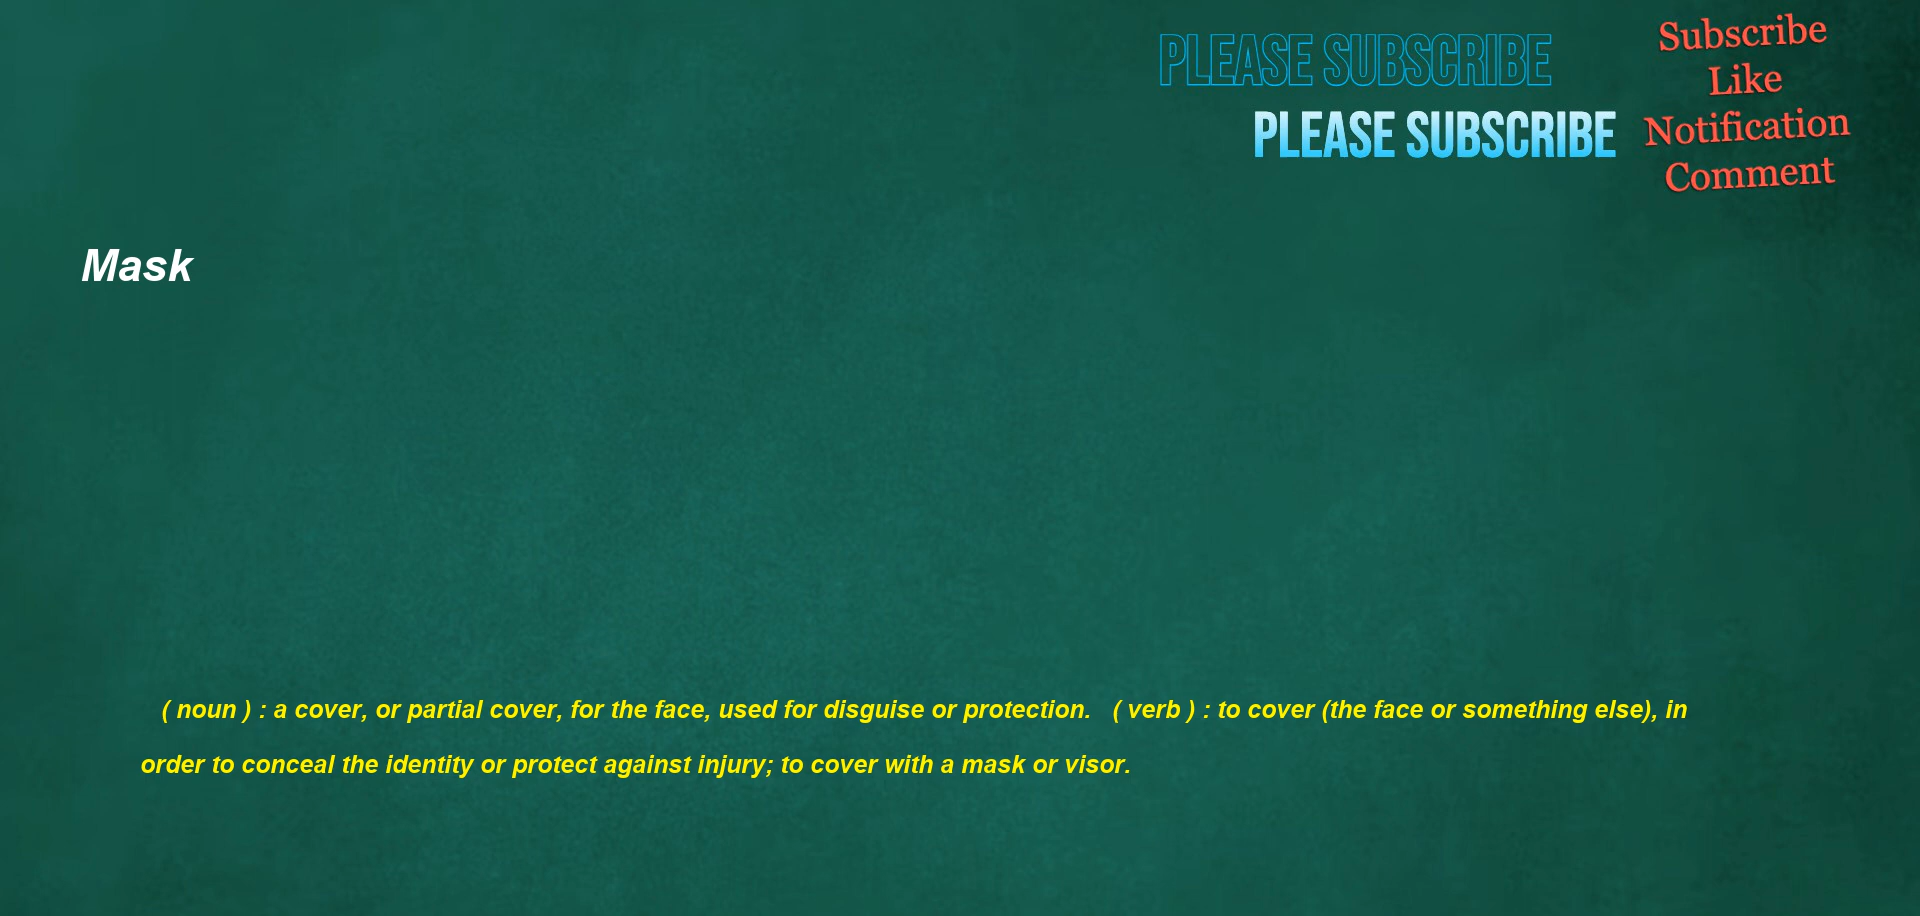 PLEASE SUBSCRIBE
PLEASE SUBSCRIBE
Subscribe
Like
Notification
Comment
Mask
( noun ) : a cover, or partial cover, for the face, used for disguise or protection.   ( verb ) : to cover (the face or something else), in
order to conceal the identity or protect against injury; to cover with a mask or visor.